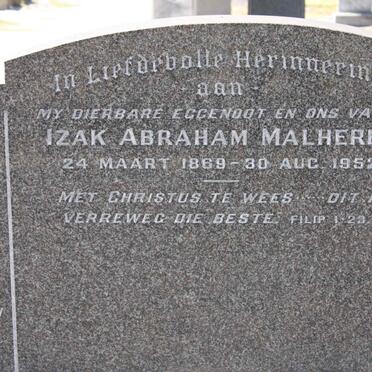 In Liefdevolle Herinnerin
aan
MY DIERBARE EGGENOOT EN ONS VA
IZAK ABRAHAM MALHER
24 MAART 1869 - 30 AUG. 1952
MET CHRISTUS TE WEES ... DIT
VERREWEG DIE BESTE. FILIP. 1-23.